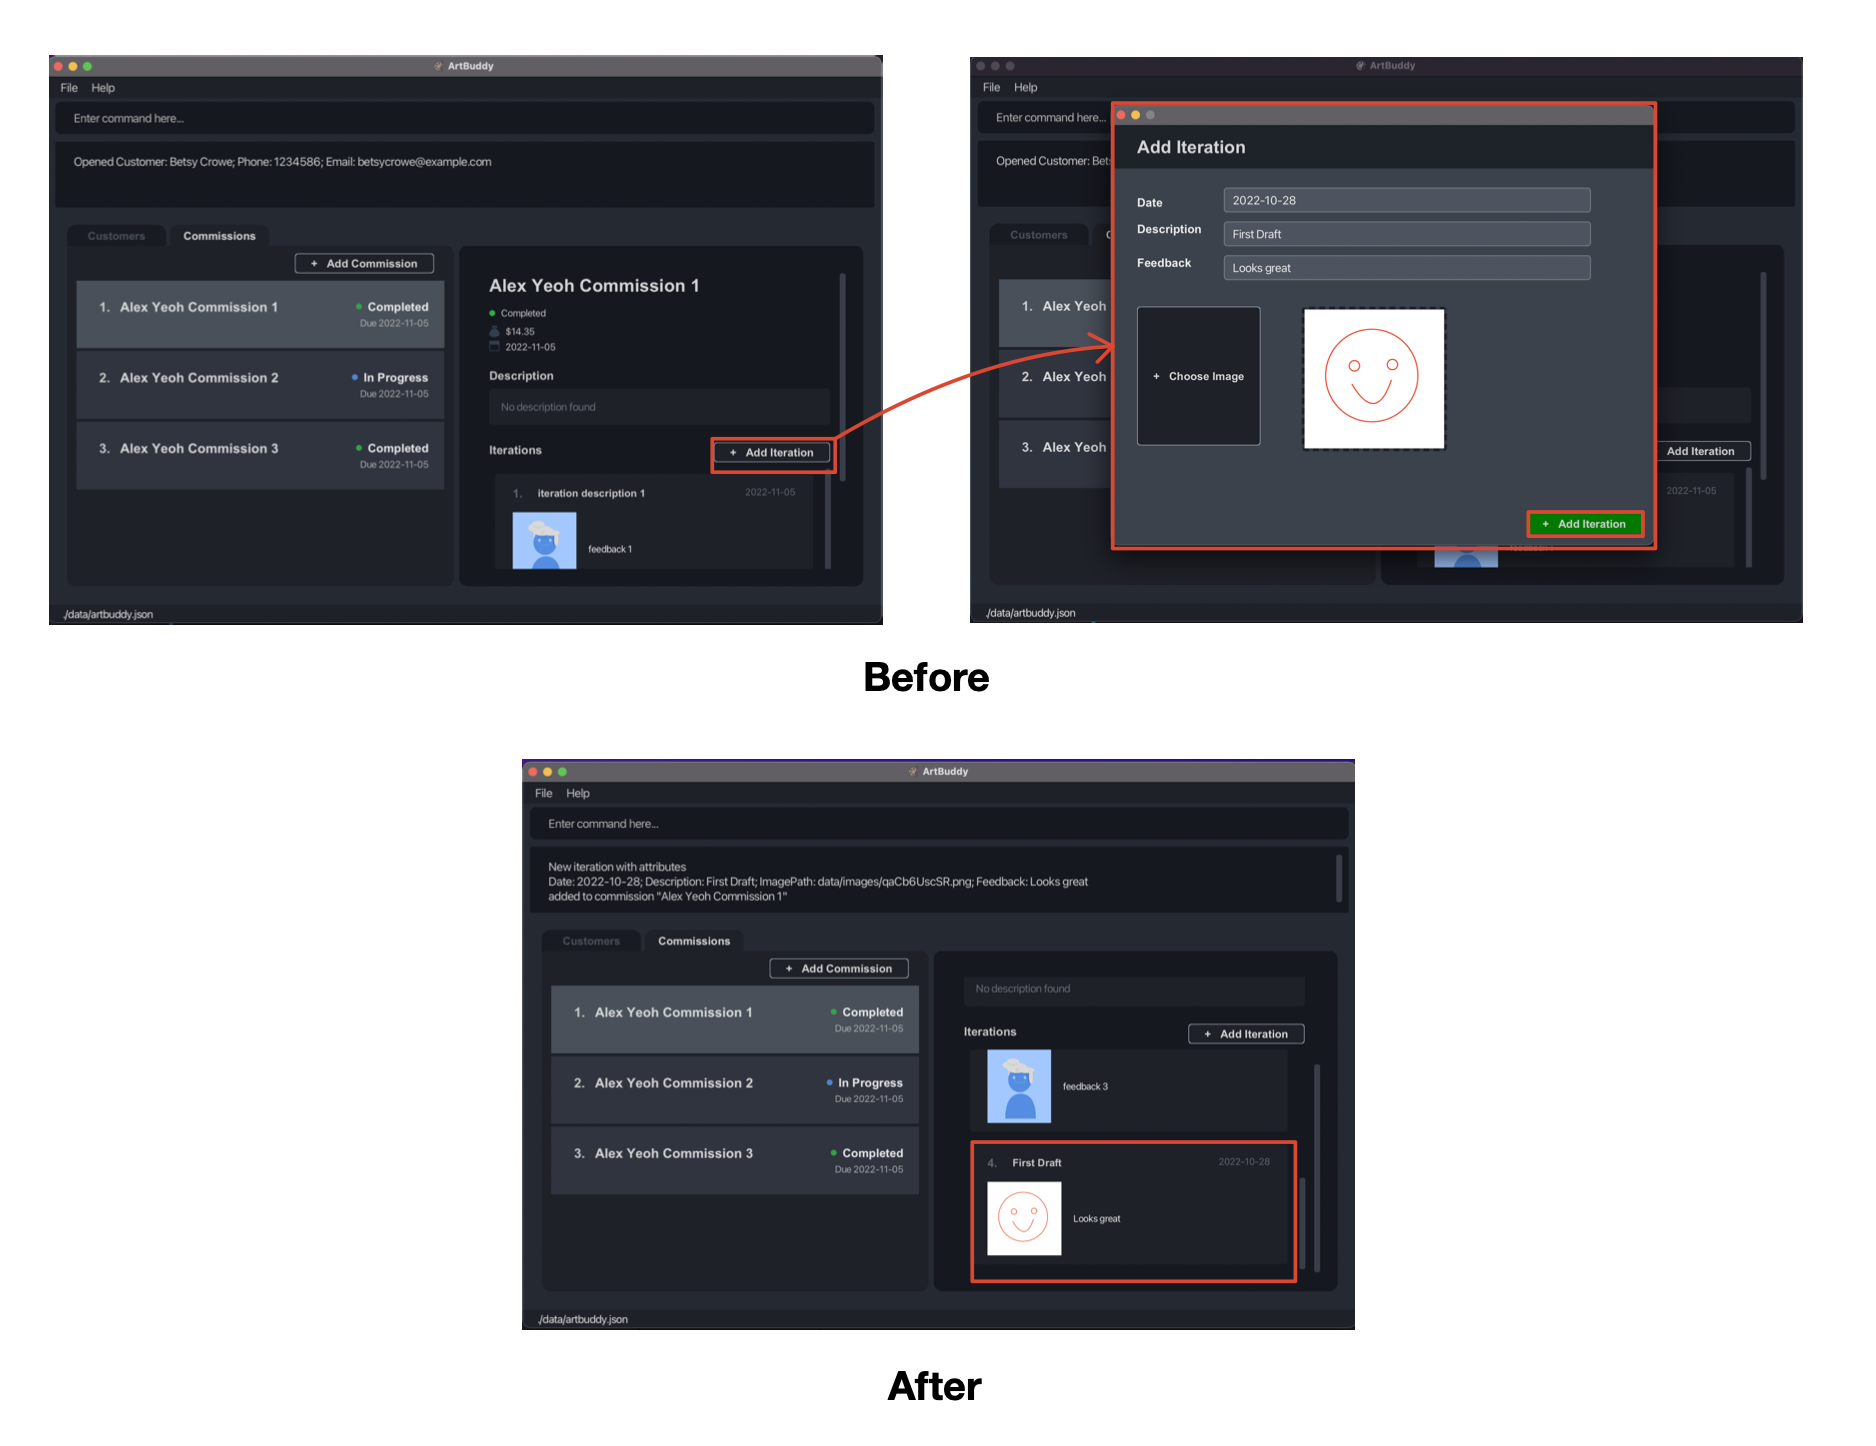 ArtBuddy
File Help
Enter command here...
Opened Customer: Betsy Crowe; Phone: 1234586; Email: betsycrowe@example.com
Customers Commissions
+ Add Commission
1. Alex Yeoh Commission 1 Completed
Due 2022-11-05
2. Alex Yeoh Commission 2 In Progress
Due 2022-11-05
3. Alex Yeoh Commission 3 Completed
Due 2022-11-05
Alex Yeoh Commission 1
Completed
$14.35
2022-11-05
Description
No description found
Iterations + Add Iteration
1. iteration description 1 2022-11-05
feedback 1
./data/artbuddy.json
ArtBuddy
File Help
Enter command here...
Opened Customer:
Customers
1. Alex Yeoh
2. Alex Yeoh
3. Alex Yeoh
Add Iteration
Date 2022-10-28
Description First Draft
Feedback Looks great
+ Choose Image
+ Add Iteration
Add Iteration
2022-11-05
./data/artbuddy.json
Before
ArtBuddy
File Help
Enter command here...
New iteration with attributes
Date: 2022-10-28; Description: First Draft; ImagePath: data/images/qaCb6UscSR.png; Feedback: Looks great
added to commission "Alex Yeoh Commission 1"
Customers Commissions
+ Add Commission
1. Alex Yeoh Commission 1 Completed
Due 2022-11-05
2. Alex Yeoh Commission 2 In Progress
Due 2022-11-05
3. Alex Yeoh Commission 3 Completed
Due 2022-11-05
No description found
Iterations + Add Iteration
feedback 3
4. First Draft 2022-10-28
Looks great
./data/artbuddy.json
After